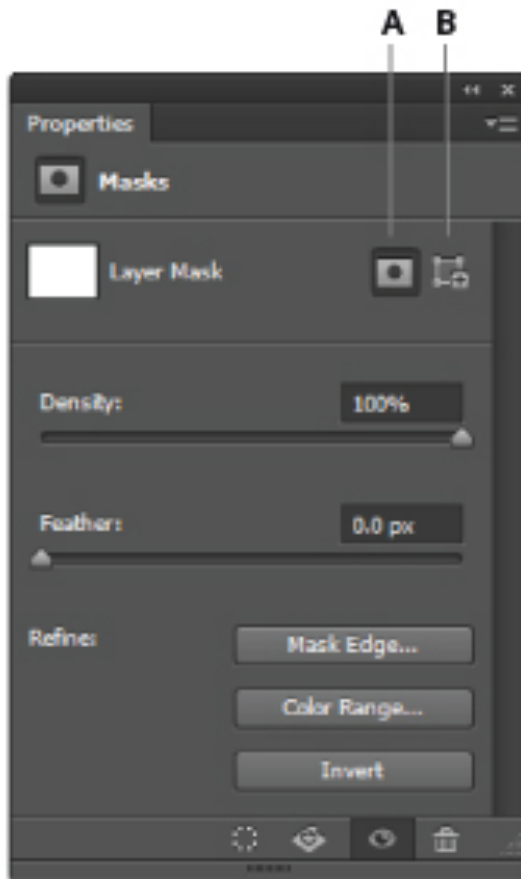 A B
Properties
Masks
Layer Mask
Density: 100%
Feather: 0.0 px
Refine: Mask Edge...
Color Range...
Invert